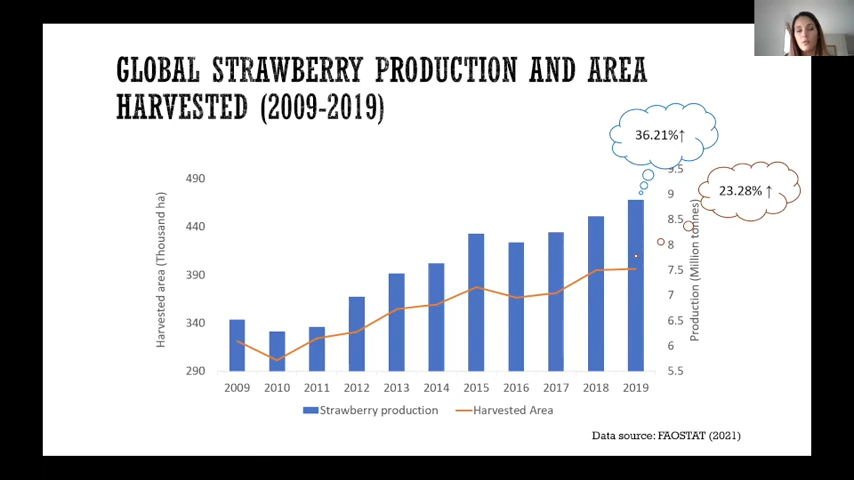 GLOBAL STRAWBERRY PRODUCTION AND AREA
HARVESTED (2009-2019)
36.21%↑
23.28% ↑
Harvested area (Thousand ha)
490
440
390
340
290
9.5
9
8.5
8
7.5
7
6.5
6
5.5
Production (Million tonnes)
2009 2010 2011 2012 2013 2014 2015 2016 2017 2018 2019
Strawberry production Harvested Area
Data source: FAOSTAT (2021)